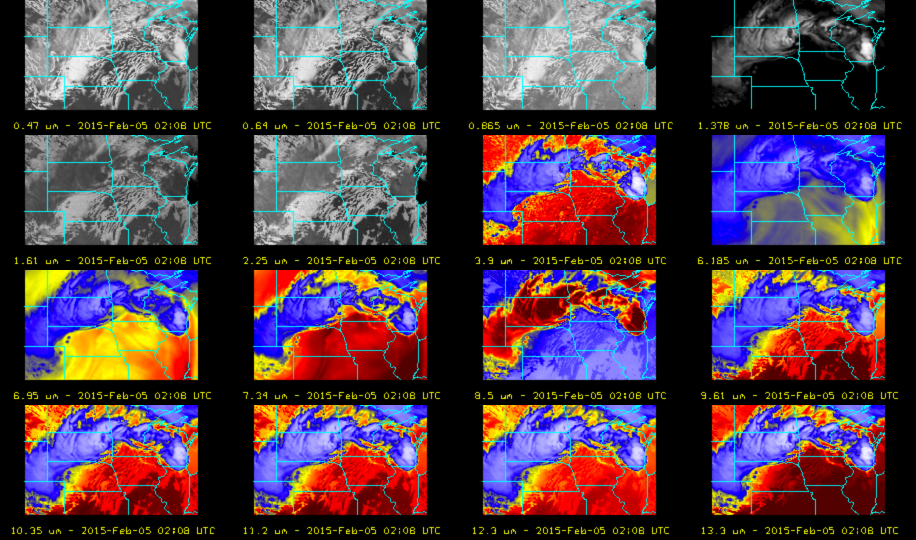 0.47 um - 2015-Feb-05 02:08 UTC
0.64 um - 2015-Feb-05 02:08 UTC
0.865 um - 2015-Feb-05 02:08 UTC
1.378 um - 2015-Feb-05 02:08 UTC
1.61 um - 2015-Feb-05 02:08 UTC
2.25 um - 2015-Feb-05 02:08 UTC
3.9 um - 2015-Feb-05 02:08 UTC
6.185 um - 2015-Feb-05 02:08 UTC
6.95 um - 2015-Feb-05 02:08 UTC
7.34 um - 2015-Feb-05 02:08 UTC
8.5 um - 2015-Feb-05 02:08 UTC
9.61 um - 2015-Feb-05 02:08 UTC
10.35 um - 2015-Feb-05 02:08 UTC
11.2 um - 2015-Feb-05 02:08 UTC
12.3 um - 2015-Feb-05 02:08 UTC
13.3 um - 2015-Feb-05 02:08 UTC